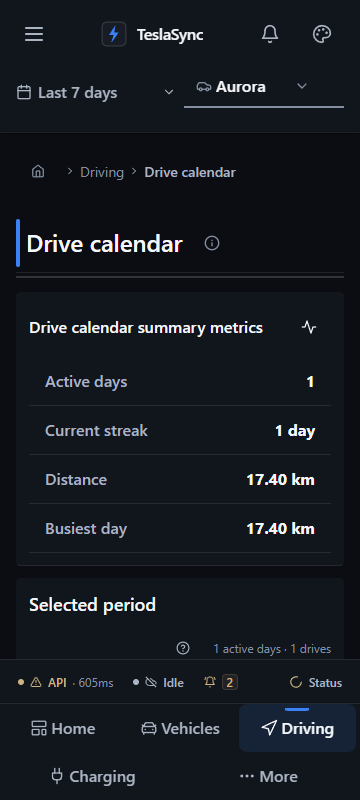 TeslaSync
Last 7 days
Aurora
Driving
Drive calendar
Drive calendar
Drive calendar summary metrics
Active days 1
Current streak 1 day
Distance 17.40 km
Busiest day 17.40 km
Selected period
1 active days · 1 drives
API · 605ms Idle 2 Status
Home Vehicles Driving
Charging More